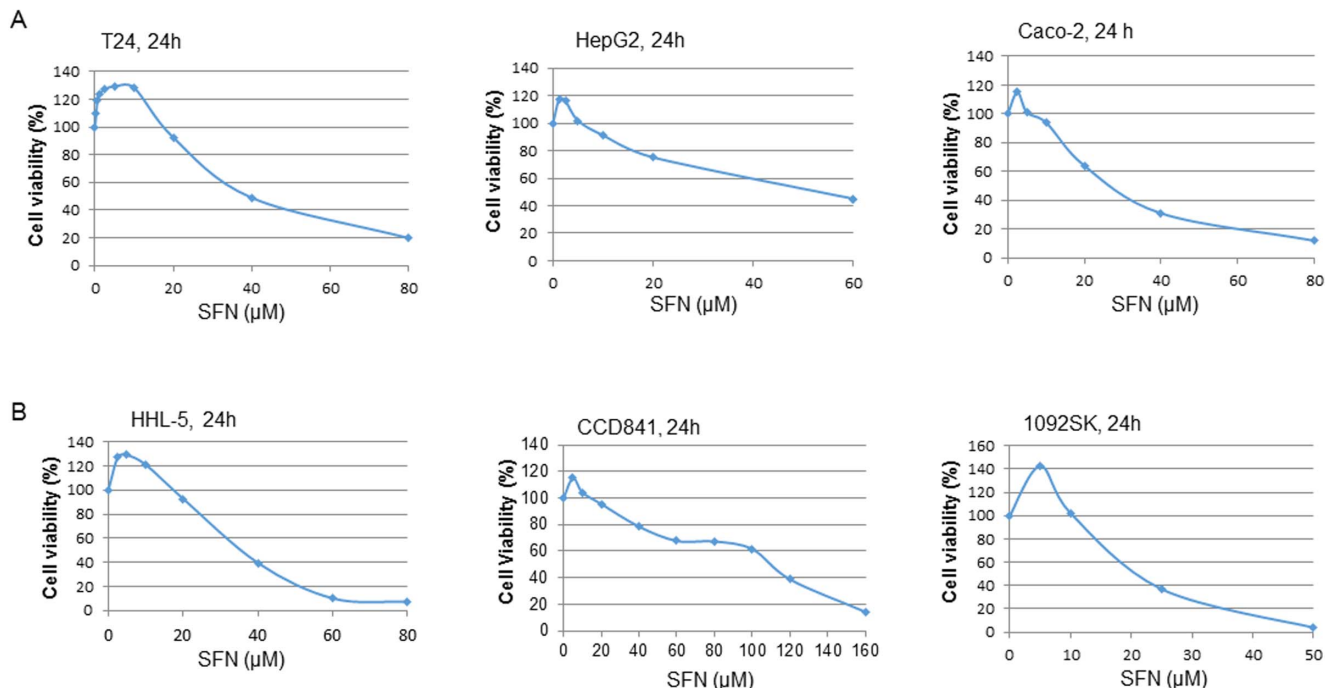 A
T24, 24h
Cell viability (%)
140
120
100
80
60
40
20
0
0 20 40 60 80
SFN (µM)
HepG2, 24h
Cell viability (%)
140
120
100
80
60
40
20
0
0 20 40 60
SFN (µM)
Caco-2, 24 h
Cell viability (%)
140
120
100
80
60
40
20
0
0 20 40 60 80
SFN (µM)
B
HHL-5, 24h
Cell viability (%)
140
120
100
80
60
40
20
0
0 20 40 60 80
SFN (µM)
CCD841, 24h
Cell Viability (%)
140
120
100
80
60
40
20
0
0 20 40 60 80 100 120 140 160
SFN (µM)
1092SK, 24h
Cell viability (%)
160
140
120
100
80
60
40
20
0
0 10 20 30 40 50
SFN (µM)